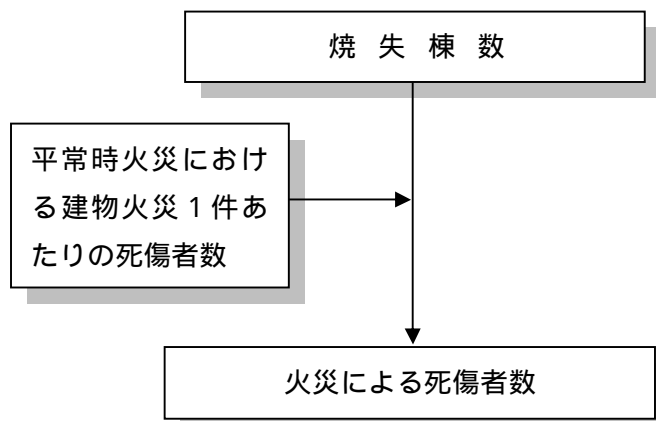 焼 失 棟 数
平常時火災におけ
る建物火災１件あ
たりの死傷者数
火災による死傷者数